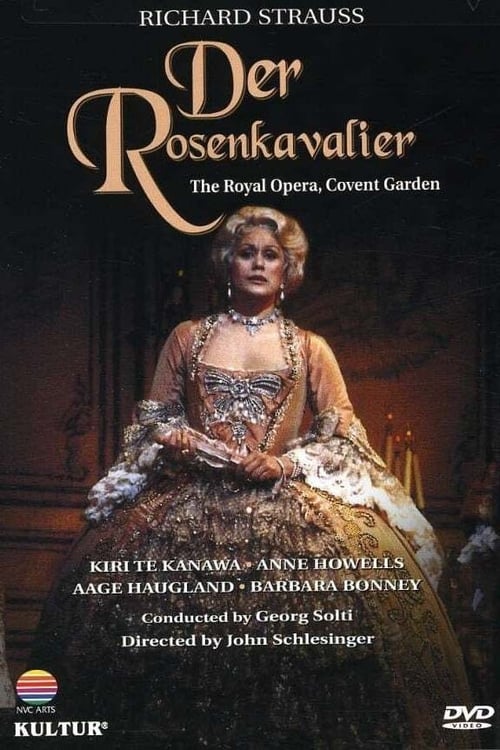 RICHARD STRAUSS
Der
Rosenkavalier
The Royal Opera, Covent Garden
KIRI TE KANAWA • ANNE HOWELLS
AAGE HAUGLAND • BARBARA BONNEY
Conducted by Georg Solti
Directed by John Schlesinger
NVC ARTS
KULTUR®
DVD
VIDEO